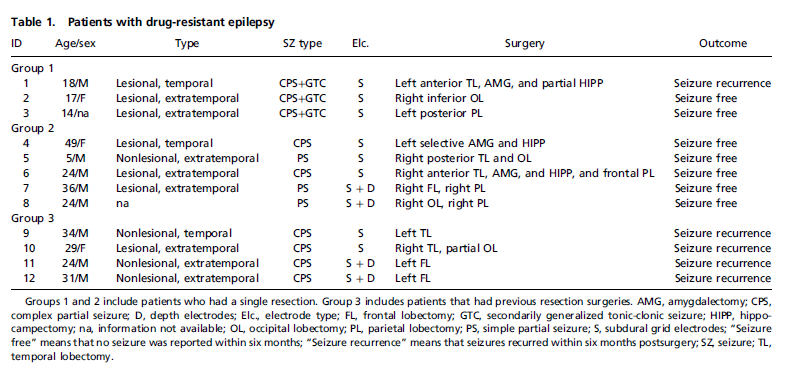 Table 1. Patients with drug-resistant epilepsy
ID Age/sex Type SZ type Elc. Surgery Outcome
Group 1
1 18/M Lesional, temporal CPS+GTC S Left anterior TL, AMG, and partial HIPP Seizure recurrence
2 17/F Lesional, extratemporal CPS+GTC S Right inferior OL Seizure free
3 14/na Lesional, extratemporal CPS+GTC S Left posterior PL Seizure free
Group 2
4 49/F Lesional, temporal CPS S Left selective AMG and HIPP Seizure free
5 5/M Nonlesional, extratemporal PS S Right posterior TL and OL Seizure free
6 24/M Lesional, extratemporal CPS S Right anterior TL, AMG, and HIPP, and frontal PL Seizure free
7 36/M Lesional, extratemporal PS S + D Right FL, right PL Seizure free
8 24/M na PS S + D Right OL, right PL Seizure free
Group 3
9 34/M Nonlesional, temporal CPS S Left TL Seizure recurrence
10 29/F Lesional, extratemporal CPS S Right TL, partial OL Seizure recurrence
11 24/M Nonlesional, extratemporal CPS S + D Left FL Seizure recurrence
12 31/M Nonlesional, extratemporal CPS S + D Left FL Seizure recurrence
Groups 1 and 2 include patients who had a single resection. Group 3 includes patients that had previous resection surgeries. AMG, amygdalectomy; CPS,
complex partial seizure; D, depth electrodes; Elc., electrode type; FL, frontal lobectomy; GTC, secondarily generalized tonic-clonic seizure; HIPP, hippo-
campectomy; na, information not available; OL, occipital lobectomy; PL, parietal lobectomy; PS, simple partial seizure; S, subdural grid electrodes; “Seizure
free” means that no seizure was reported within six months; “Seizure recurrence” means that seizures recurred within six months postsurgery; SZ, seizure; TL,
temporal lobectomy.